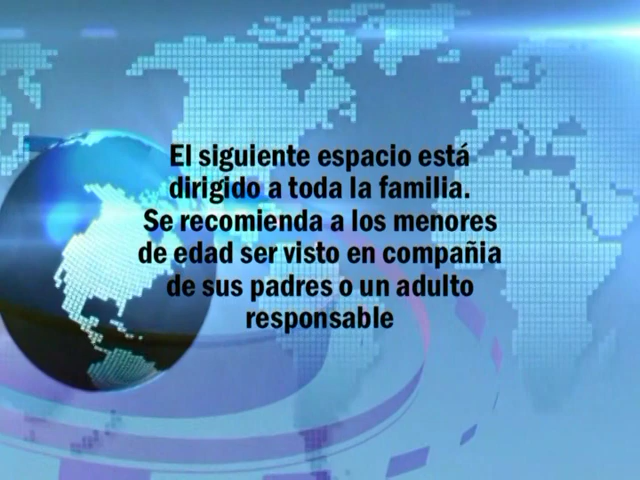 El siguiente espacio está
dirigido a toda la familia.
Se recomienda a los menores
de edad ser visto en compañia
de sus padres o un adulto
responsable